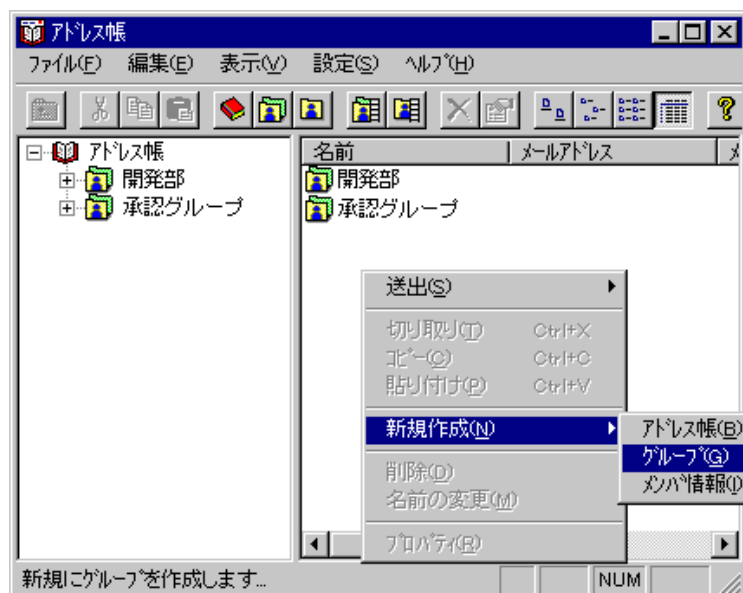 アドレス帳
ファイル(F) 編集(E) 表示(V) 設定(S) ヘルプ(H)
アドレス帳
開発部
承認グループ
名前 メールアドレス メ
開発部
承認グループ
送出(S)
切り取り(T) Ctrl+X
コピー(C) Ctrl+C
貼り付け(P) Ctrl+V
新規作成(N)
アドレス帳(B)
グループ(G)
メンバ情報(I)
削除(D)
名前の変更(M)
プロパティ(R)
新規にグループを作成します...
NUM